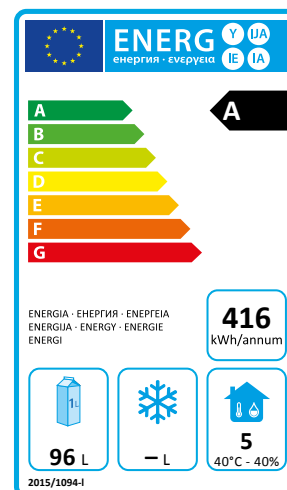 ENERG Y IJA
енергия · ενεργεια IE IA
A
A
B
C
D
E
F
G
ENERGIA · ЕНЕРГИЯ · ΕΝΕΡΓΕΙΑ
ENERGIJA · ENERGY · ENERGIE
ENERGI
416
kWh/annum
1L
96 L
– L
5
40°C - 40%
2015/1094-I